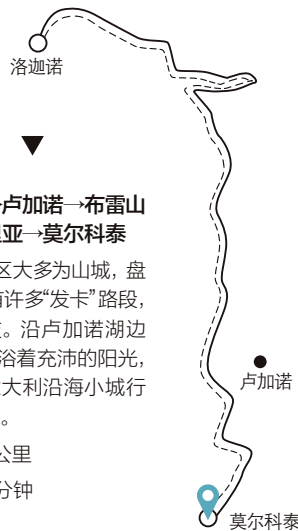 洛迦诺
卢加诺→布雷山
亚→莫尔科泰
区大多为山城，盘
有许多“发卡”路段，
。沿卢加诺湖边
浴着充沛的阳光，
大利沿海小城行
。
公里
分钟
卢加诺
莫尔科泰